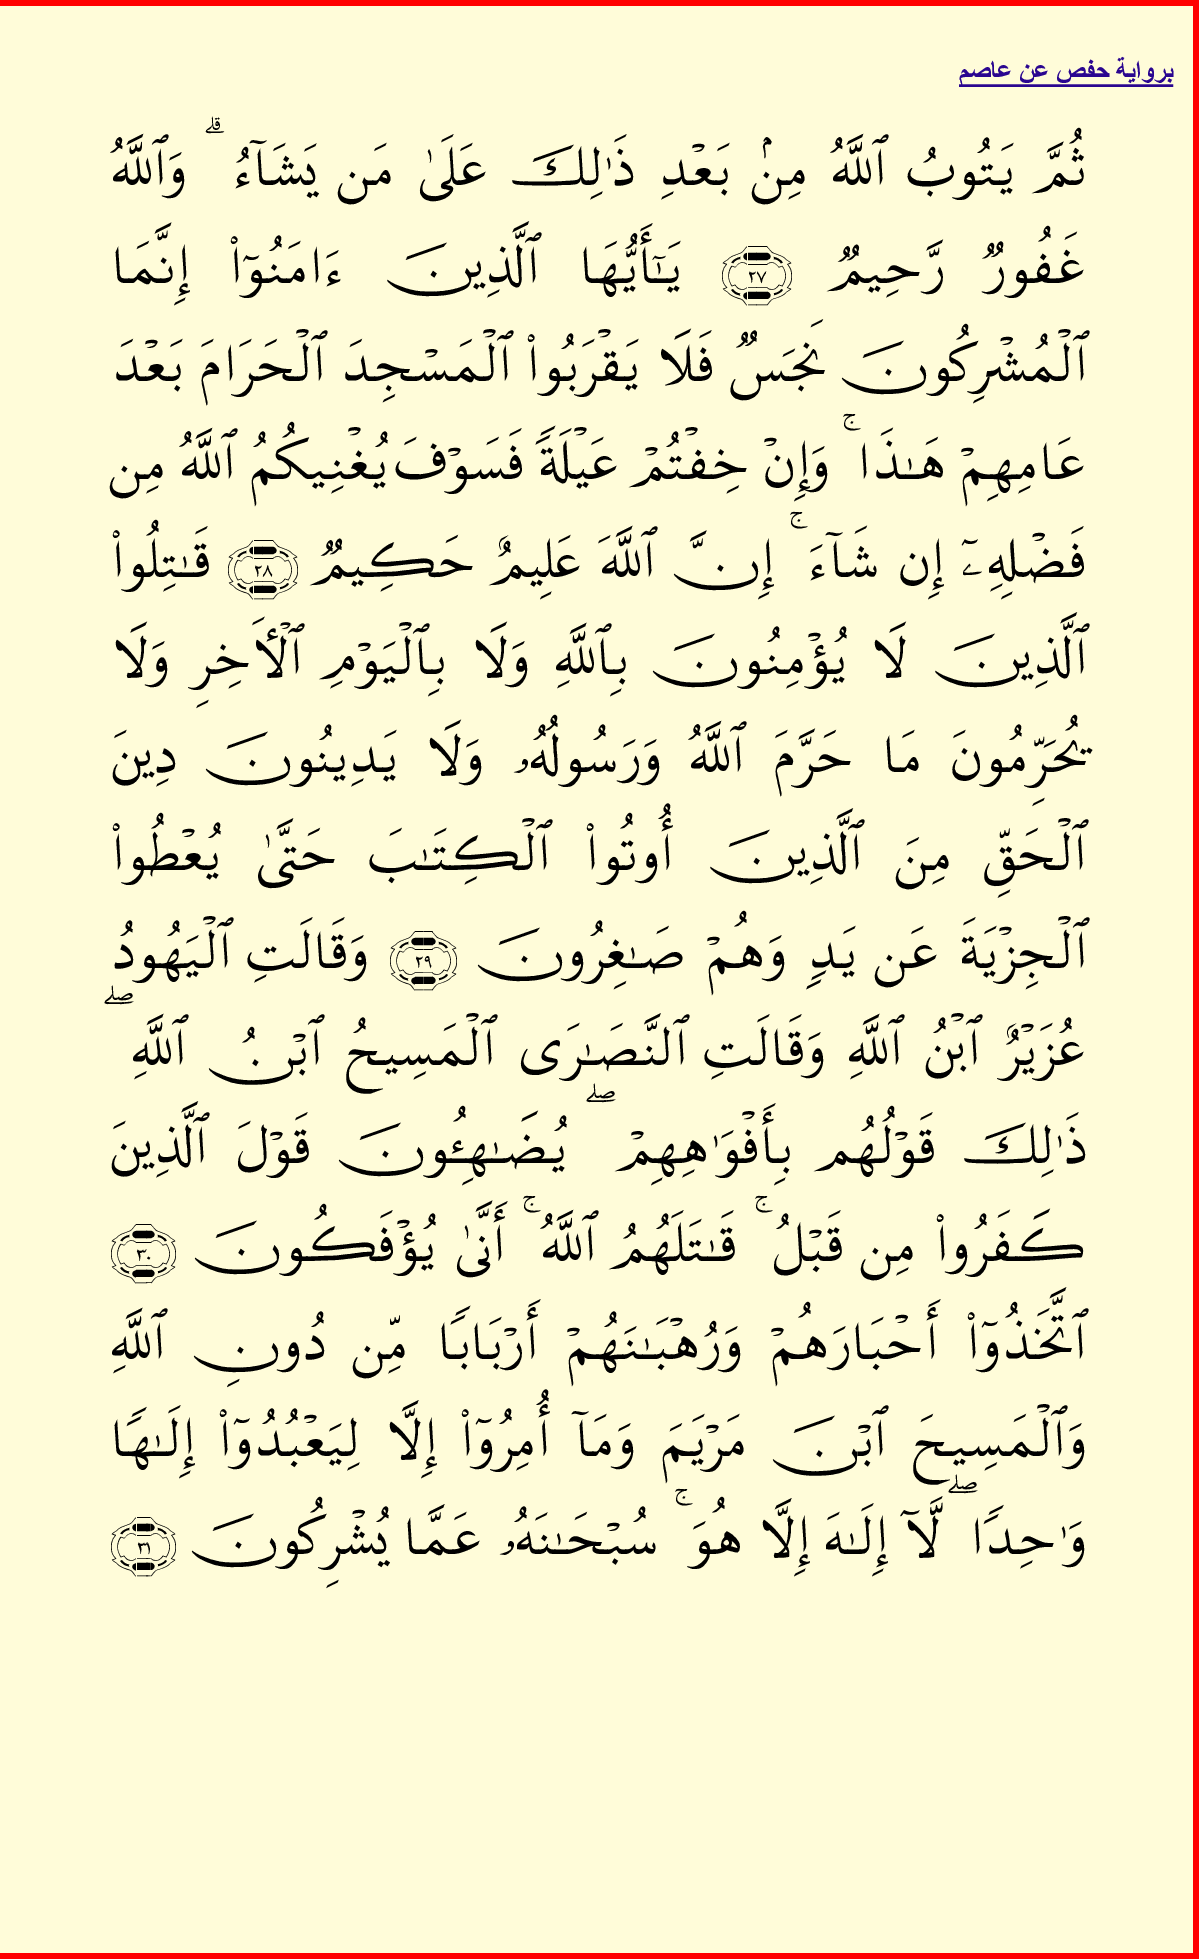 برواية حفص عن عاصم
ثُمَّ يَتُوبُ ٱللَّهُ مِنۢ بَعۡدِ ذَٰلِكَ عَلَىٰ مَن يَشَآءُۗ وَٱللَّهُ
غَفُورٞ رَّحِيمٞ ٢٧ يَـٰٓأَيُّهَا ٱلَّذِينَ ءَامَنُوٓاْ إِنَّمَا
ٱلۡمُشۡرِكُونَ نَجَسٞ فَلَا يَقۡرَبُواْ ٱلۡمَسۡجِدَ ٱلۡحَرَامَ بَعۡدَ
عَامِهِمۡ هَٰذَاۚ وَإِنۡ خِفۡتُمۡ عَيۡلَةٗ فَسَوۡفَ يُغۡنِيكُمُ ٱللَّهُ مِن
فَضۡلِهِۦٓ إِن شَآءَۚ إِنَّ ٱللَّهَ عَلِيمٌ حَكِيمٞ ٢٨ قَٰتِلُواْ
ٱلَّذِينَ لَا يُؤۡمِنُونَ بِٱللَّهِ وَلَا بِٱلۡيَوۡمِ ٱلۡأٓخِرِ وَلَا
يُحَرِّمُونَ مَا حَرَّمَ ٱللَّهُ وَرَسُولُهُۥ وَلَا يَدِينُونَ دِينَ
ٱلۡحَقِّ مِنَ ٱلَّذِينَ أُوتُواْ ٱلۡكِتَٰبَ حَتَّىٰ يُعۡطُواْ
ٱلۡجِزۡيَةَ عَن يَدٖ وَهُمۡ صَٰغِرُونَ ٢٩ وَقَالَتِ ٱلۡيَهُودُ
عُزَيۡرٌ ٱبۡنُ ٱللَّهِ وَقَالَتِ ٱلنَّصَٰرَى ٱلۡمَسِيحُ ٱبۡنُ ٱللَّهِۖ
ذَٰلِكَ قَوۡلُهُم بِأَفۡوَٰهِهِمۡۖ يُضَٰهِـُٔونَ قَوۡلَ ٱلَّذِينَ
كَفَرُواْ مِن قَبۡلُۚ قَٰتَلَهُمُ ٱللَّهُۚ أَنَّىٰ يُؤۡفَكُونَ ٣٠
ٱتَّخَذُوٓاْ أَحۡبَارَهُمۡ وَرُهۡبَٰنَهُمۡ أَرۡبَابٗا مِّن دُونِ ٱللَّهِ
وَٱلۡمَسِيحَ ٱبۡنَ مَرۡيَمَ وَمَآ أُمِرُوٓاْ إِلَّا لِيَعۡبُدُوٓاْ إِلَٰهٗا
وَٰحِدٗاۖ لَّآ إِلَٰهَ إِلَّا هُوَۚ سُبۡحَٰنَهُۥ عَمَّا يُشۡرِكُونَ ٣١